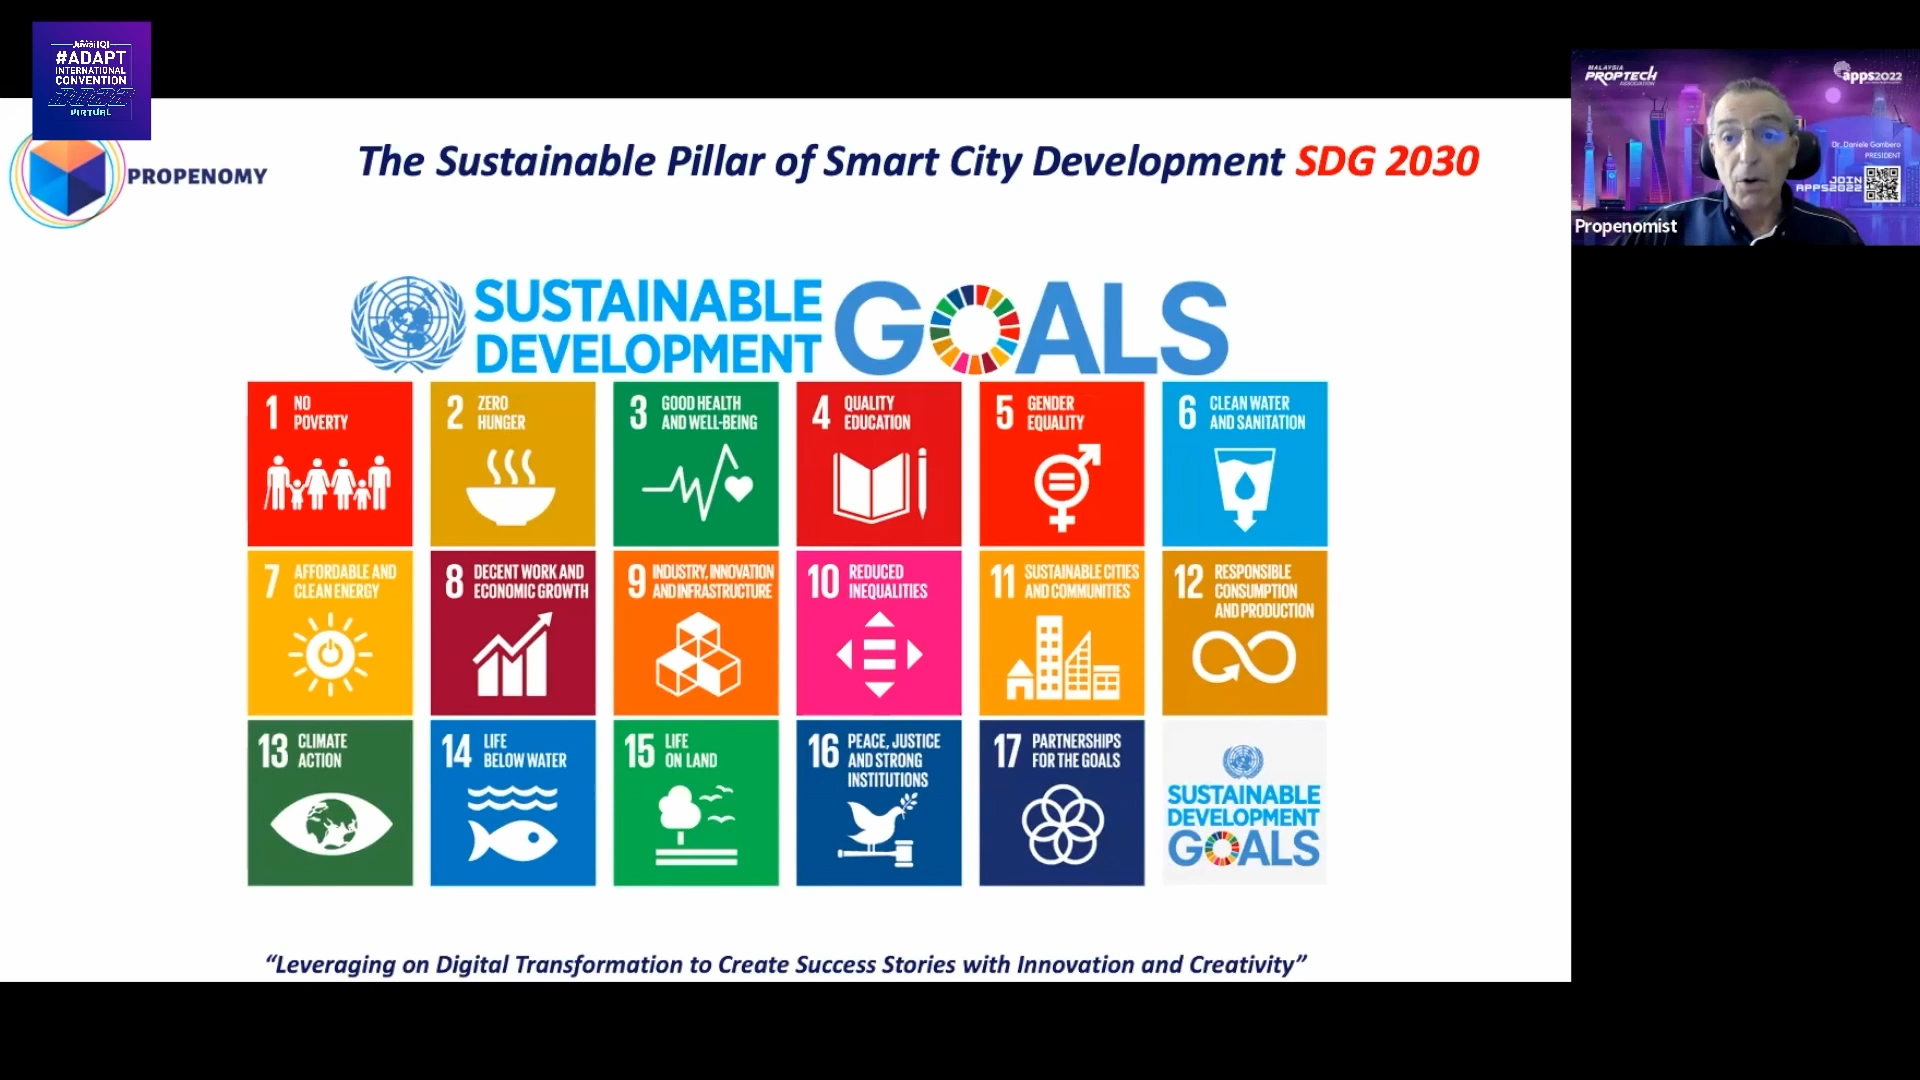 JUWAI IQI
#ADAPT
INTERNATIONAL
CONVENTION
2022
VIRTUAL
PROPENOMY
The Sustainable Pillar of Smart City Development SDG 2030
SUSTAINABLE
DEVELOPMENT
GOALS
1 NO
POVERTY
2 ZERO
HUNGER
3 GOOD HEALTH
AND WELL-BEING
4 QUALITY
EDUCATION
5 GENDER
EQUALITY
6 CLEAN WATER
AND SANITATION
7 AFFORDABLE AND
CLEAN ENERGY
8 DECENT WORK AND
ECONOMIC GROWTH
9 INDUSTRY, INNOVATION
AND INFRASTRUCTURE
10 REDUCED
INEQUALITIES
11 SUSTAINABLE CITIES
AND COMMUNITIES
12 RESPONSIBLE
CONSUMPTION
AND PRODUCTION
13 CLIMATE
ACTION
14 LIFE
BELOW WATER
15 LIFE
ON LAND
16 PEACE, JUSTICE
AND STRONG
INSTITUTIONS
17 PARTNERSHIPS
FOR THE GOALS
SUSTAINABLE
DEVELOPMENT
GOALS
“Leveraging on Digital Transformation to Create Success Stories with Innovation and Creativity”
MALAYSIA
PROPTECH
ASSOCIATION
apps2022
Dr. Daniele Gambero
PRESIDENT
JOIN
APPS2022
Propenomist